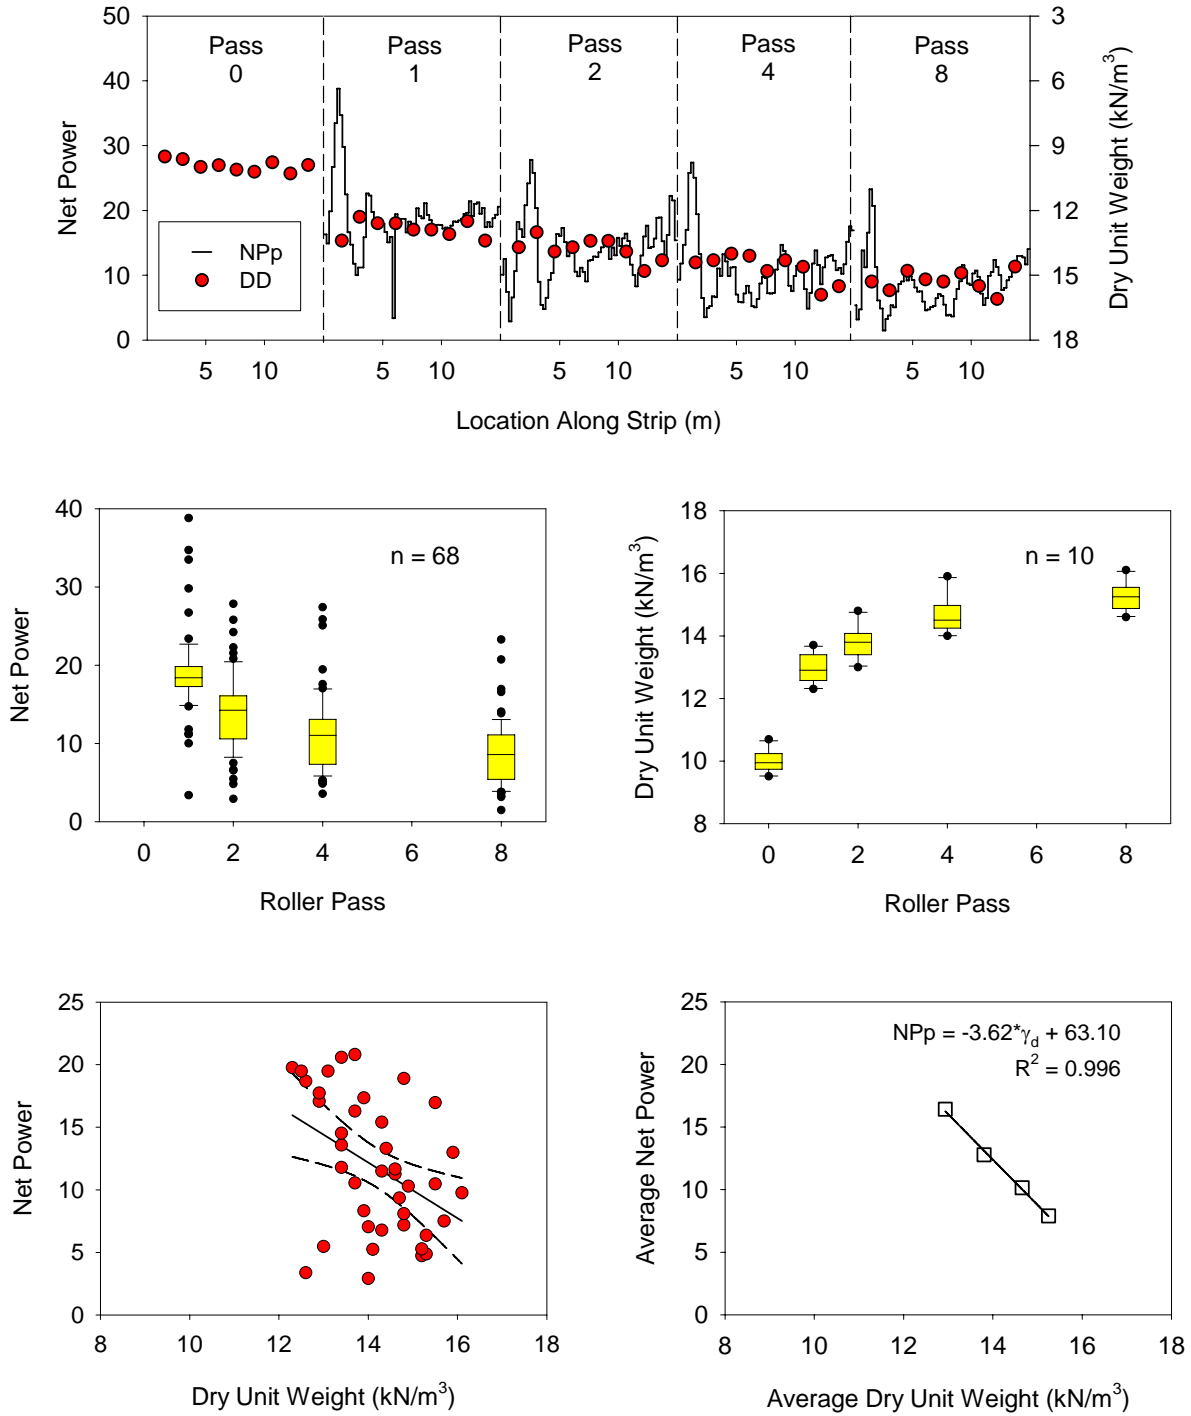 50
40
30
20
10
0
Net Power
Pass
0
Pass
1
Pass
2
Pass
4
Pass
8
3
6
9
12
15
18
Dry Unit Weight (kN/m³)
NPp
DD
5 10 5 10 5 10 5 10 5 10
Location Along Strip (m)
40
30
20
10
0
Net Power
n = 68
0 2 4 6 8
Roller Pass
18
16
14
12
10
8
Dry Unit Weight (kN/m³)
n = 10
0 2 4 6 8
Roller Pass
25
20
15
10
5
0
Net Power
8 10 12 14 16 18
Dry Unit Weight (kN/m³)
25
20
15
10
5
0
Average Net Power
NPp = -3.62*γd + 63.10
R² = 0.996
8 10 12 14 16 18
Average Dry Unit Weight (kN/m³)